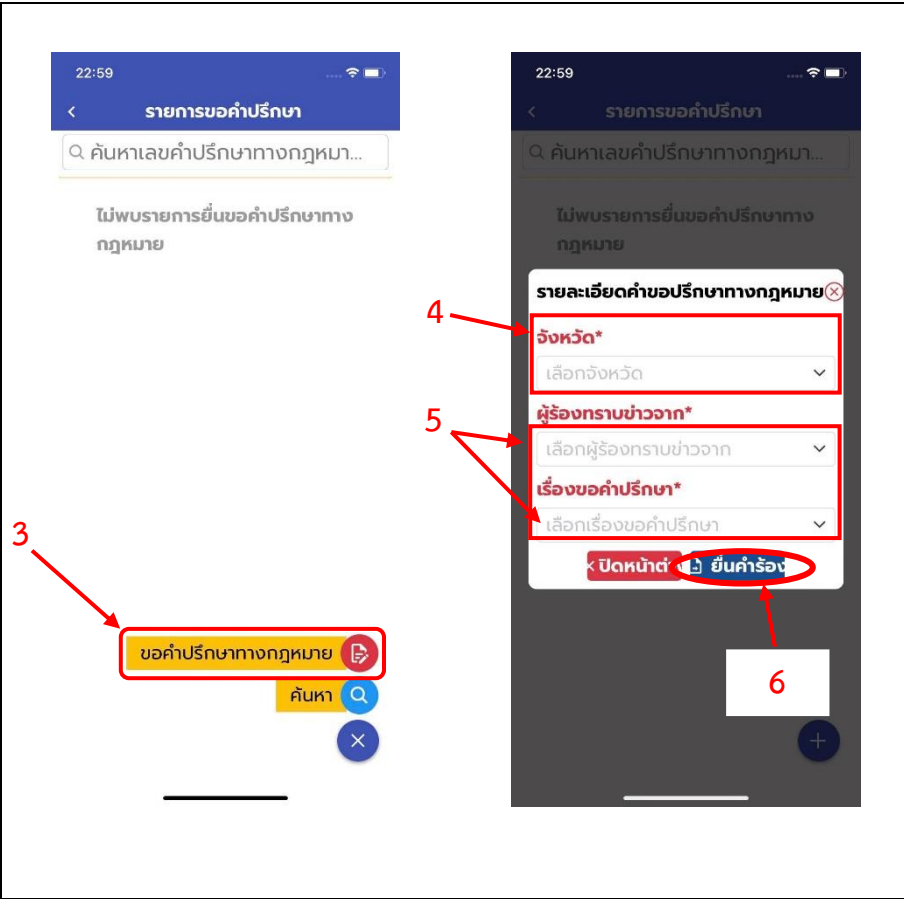 22:59
รายการขอคำปรึกษา
ค้นหาเลขคำปรึกษาทางกฎหมา...
ไม่พบรายการยื่นขอคำปรึกษาทาง
กฎหมาย
3
ขอคำปรึกษาทางกฎหมาย
ค้นหา
22:59
รายการขอคำปรึกษา
ค้นหาเลขคำปรึกษาทางกฎหมา...
ไม่พบรายการยื่นขอคำปรึกษาทาง
กฎหมาย
รายละเอียดคำขอปรึกษาทางกฎหมาย
4
จังหวัด*
เลือกจังหวัด
5
ผู้ร้องทราบข่าวจาก*
เลือกผู้ร้องทราบข่าวจาก
เรื่องขอคำปรึกษา*
เลือกเรื่องขอคำปรึกษา
ปิดหน้าต่ ยื่นคำร้อง
6